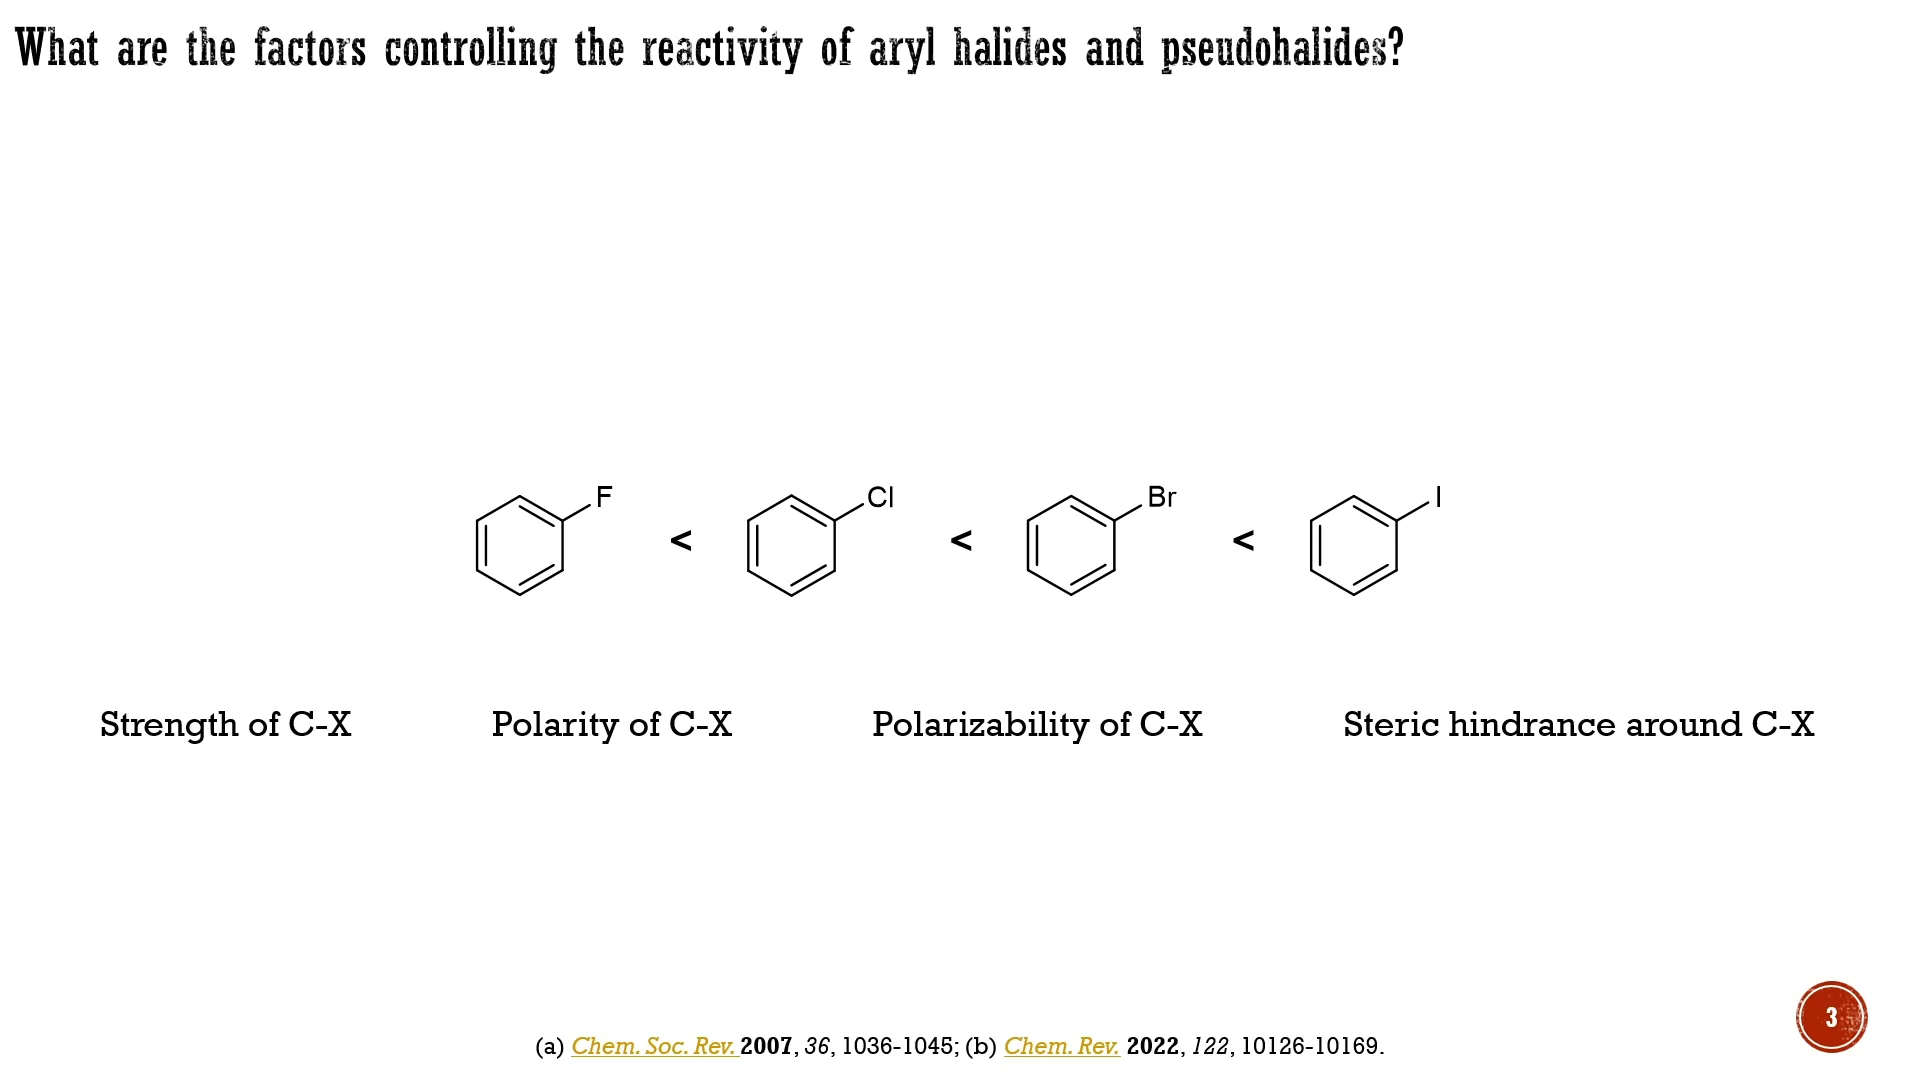 What are the factors controlling the reactivity of aryl halides and pseudohalides?
F < Cl < Br < I
Strength of C-X Polarity of C-X Polarizability of C-X Steric hindrance around C-X
3
(a) Chem. Soc. Rev. 2007, 36, 1036-1045; (b) Chem. Rev. 2022, 122, 10126-10169.